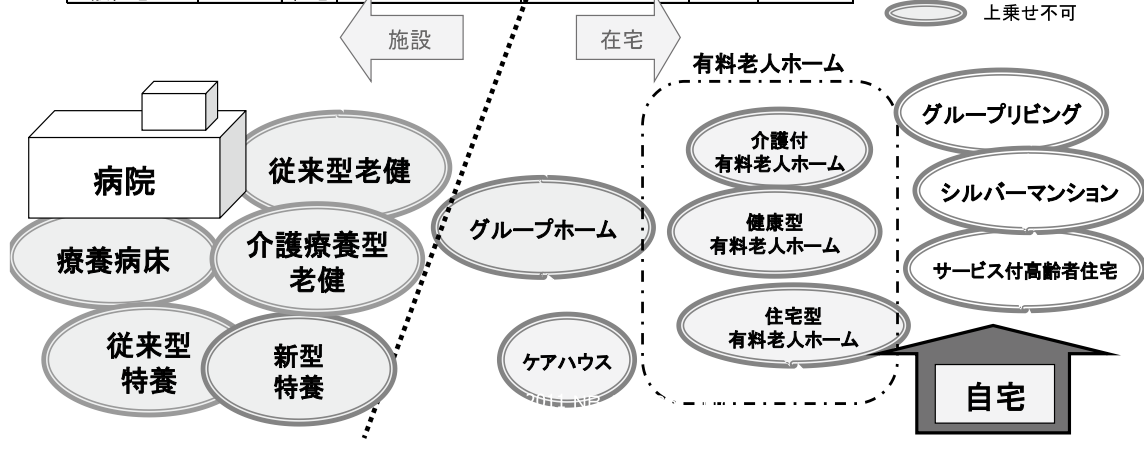 上乗せ不可
施設
在宅
有料老人ホーム
病院
従来型老健
療養病床
介護療養型
老健
従来型
特養
新型
特養
グループホーム
ケアハウス
介護付
有料老人ホーム
健康型
有料老人ホーム
住宅型
有料老人ホーム
グループリビング
シルバーマンション
サービス付高齢者住宅
自宅